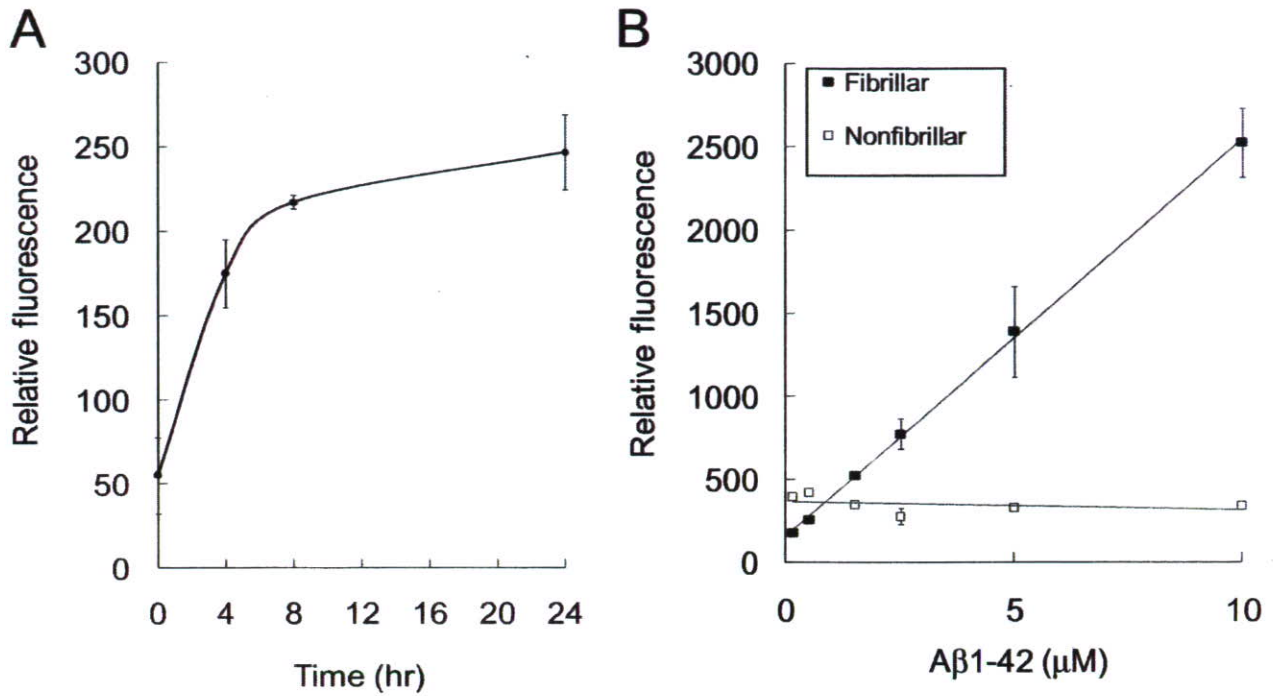 A
300
250
200
150
100
50
0
Relative fluorescence
0 4 8 12 16 20 24
Time (hr)
B
3000
2500
2000
1500
1000
500
0
Relative fluorescence
Fibrillar
Nonfibrillar
0 5 10
Aβ1-42 (μM)